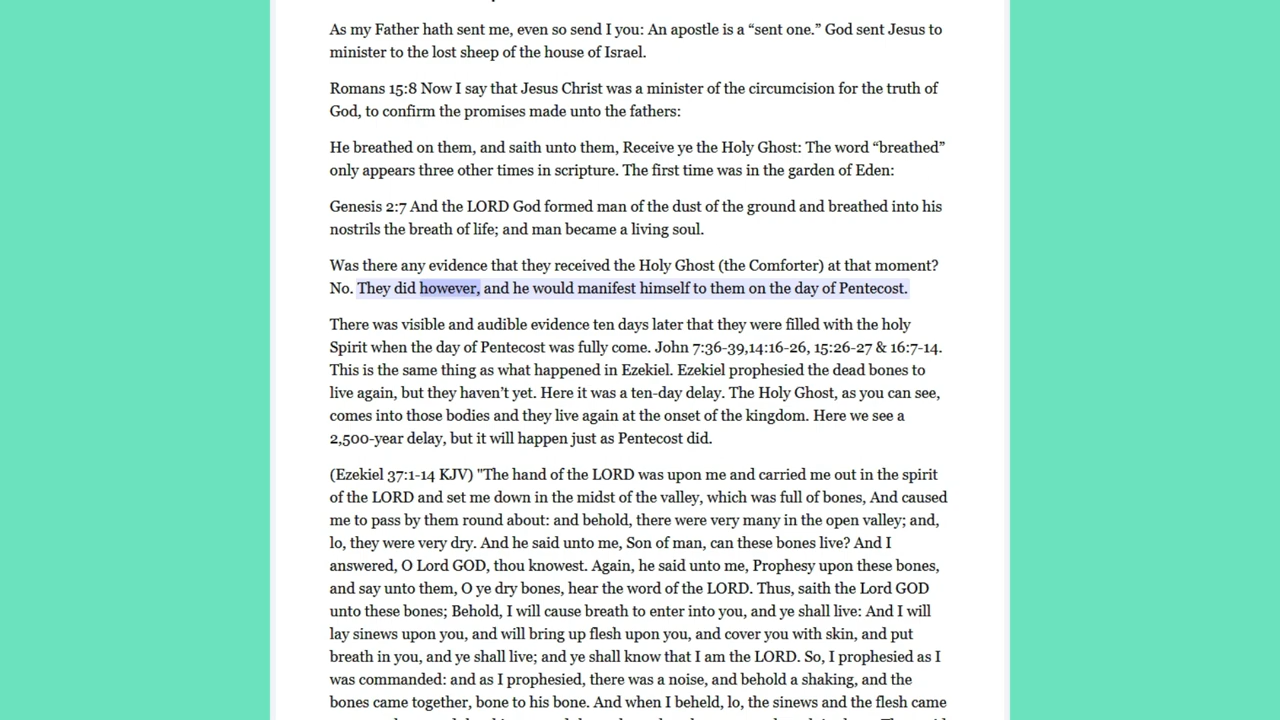 As my Father hath sent me, even so send I you: An apostle is a “sent one.” God sent Jesus to
minister to the lost sheep of the house of Israel.
Romans 15:8 Now I say that Jesus Christ was a minister of the circumcision for the truth of
God, to confirm the promises made unto the fathers:
He breathed on them, and saith unto them, Receive ye the Holy Ghost: The word “breathed”
only appears three other times in scripture. The first time was in the garden of Eden:
Genesis 2:7 And the LORD God formed man of the dust of the ground and breathed into his
nostrils the breath of life; and man became a living soul.
Was there any evidence that they received the Holy Ghost (the Comforter) at that moment?
No. They did however, and he would manifest himself to them on the day of Pentecost.
There was visible and audible evidence ten days later that they were filled with the holy
Spirit when the day of Pentecost was fully come. John 7:36-39,14:16-26, 15:26-27 & 16:7-14.
This is the same thing as what happened in Ezekiel. Ezekiel prophesied the dead bones to
live again, but they haven’t yet. Here it was a ten-day delay. The Holy Ghost, as you can see,
comes into those bodies and they live again at the onset of the kingdom. Here we see a
2,500-year delay, but it will happen just as Pentecost did.
(Ezekiel 37:1-14 KJV) "The hand of the LORD was upon me and carried me out in the spirit
of the LORD and set me down in the midst of the valley, which was full of bones, And caused
me to pass by them round about: and behold, there were very many in the open valley; and,
lo, they were very dry. And he said unto me, Son of man, can these bones live? And I
answered, O Lord GOD, thou knowest. Again, he said unto me, Prophesy upon these bones,
and say unto them, O ye dry bones, hear the word of the LORD. Thus, saith the Lord GOD
unto these bones; Behold, I will cause breath to enter into you, and ye shall live: And I will
lay sinews upon you, and will bring up flesh upon you, and cover you with skin, and put
breath in you, and ye shall live; and ye shall know that I am the LORD. So, I prophesied as I
was commanded: and as I prophesied, there was a noise, and behold a shaking, and the
bones came together, bone to his bone. And when I beheld, lo, the sinews and the flesh came